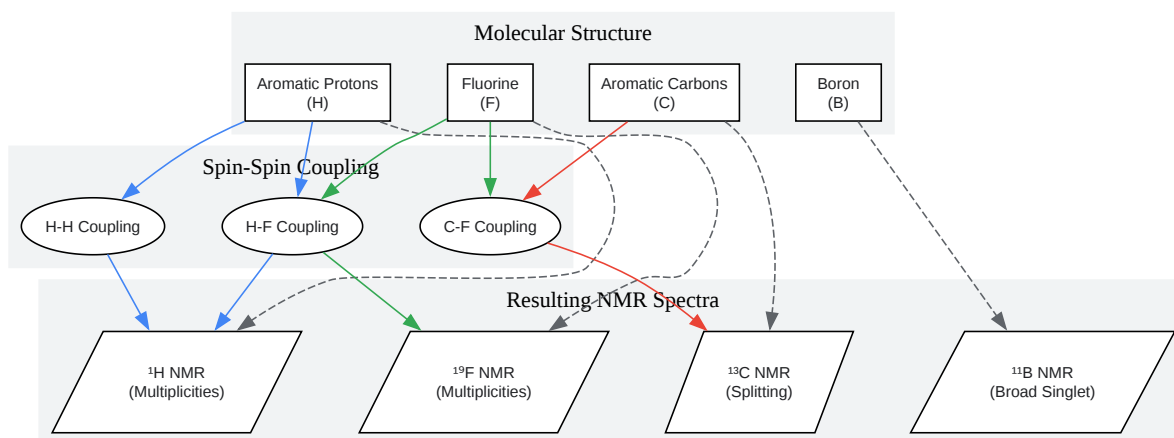 Molecular Structure
Aromatic Protons
(H)
Fluorine
(F)
Aromatic Carbons
(C)
Boron
(B)
Spin-Spin Coupling
H-H Coupling
H-F Coupling
C-F Coupling
Resulting NMR Spectra
¹H NMR
(Multiplicities)
¹⁹F NMR
(Multiplicities)
¹³C NMR
(Splitting)
¹¹B NMR
(Broad Singlet)